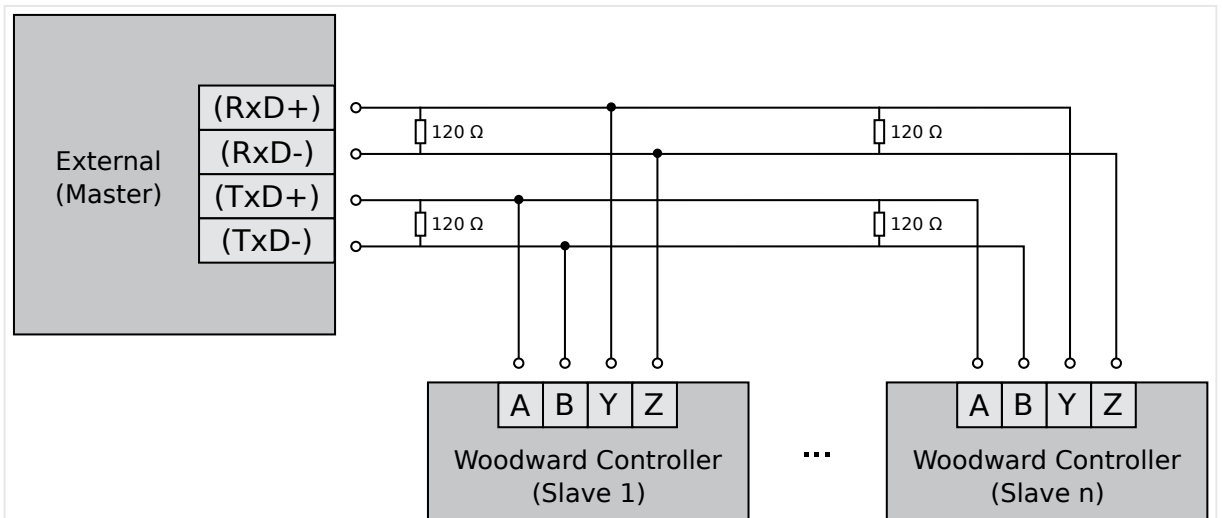 External
(Master)
(RxD+)
(RxD-)
(TxD+)
(TxD-)
120 Ω
120 Ω
120 Ω
120 Ω
A B Y Z
Woodward Controller
(Slave 1)
...
A B Y Z
Woodward Controller
(Slave n)